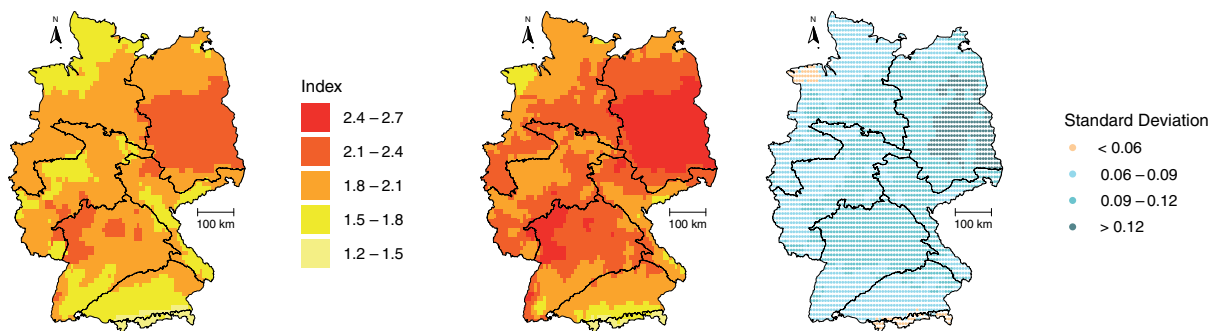 N
Index
2.4 – 2.7
2.1 – 2.4
1.8 – 2.1
1.5 – 1.8
1.2 – 1.5
100 km
N
100 km
N
100 km
Standard Deviation
< 0.06
0.06 – 0.09
0.09 – 0.12
> 0.12